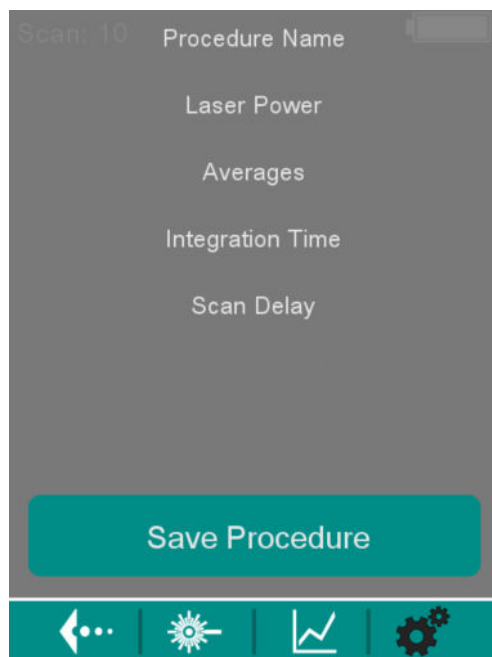 Scan: 10
Procedure Name
Laser Power
Averages
Integration Time
Scan Delay
Save Procedure